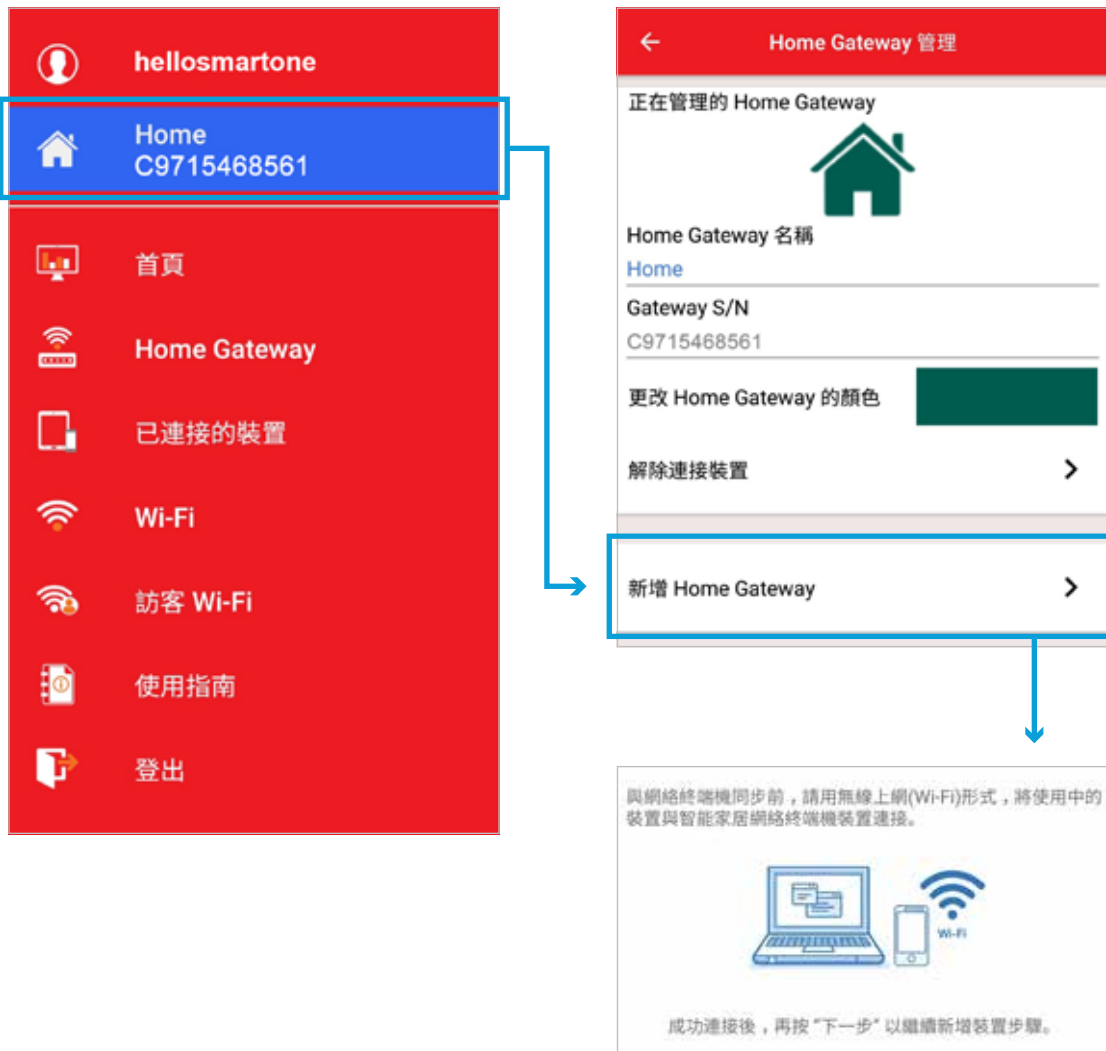 hellosmartone
Home
C9715468561
首頁
Home Gateway
已連接的裝置
Wi-Fi
訪客 Wi-Fi
使用指南
登出
Home Gateway 管理
正在管理的 Home Gateway
Home Gateway 名稱
Home
Gateway S/N
C9715468561
更改 Home Gateway 的顏色
解除連接裝置
新增 Home Gateway
與網絡終端機同步前，請用無線上網(Wi-Fi)形式，將使用中的
裝置與智能家居網絡終端機裝置連接。
Wi-Fi
成功連接後，再按 "下一步" 以繼續新增裝置步驟。